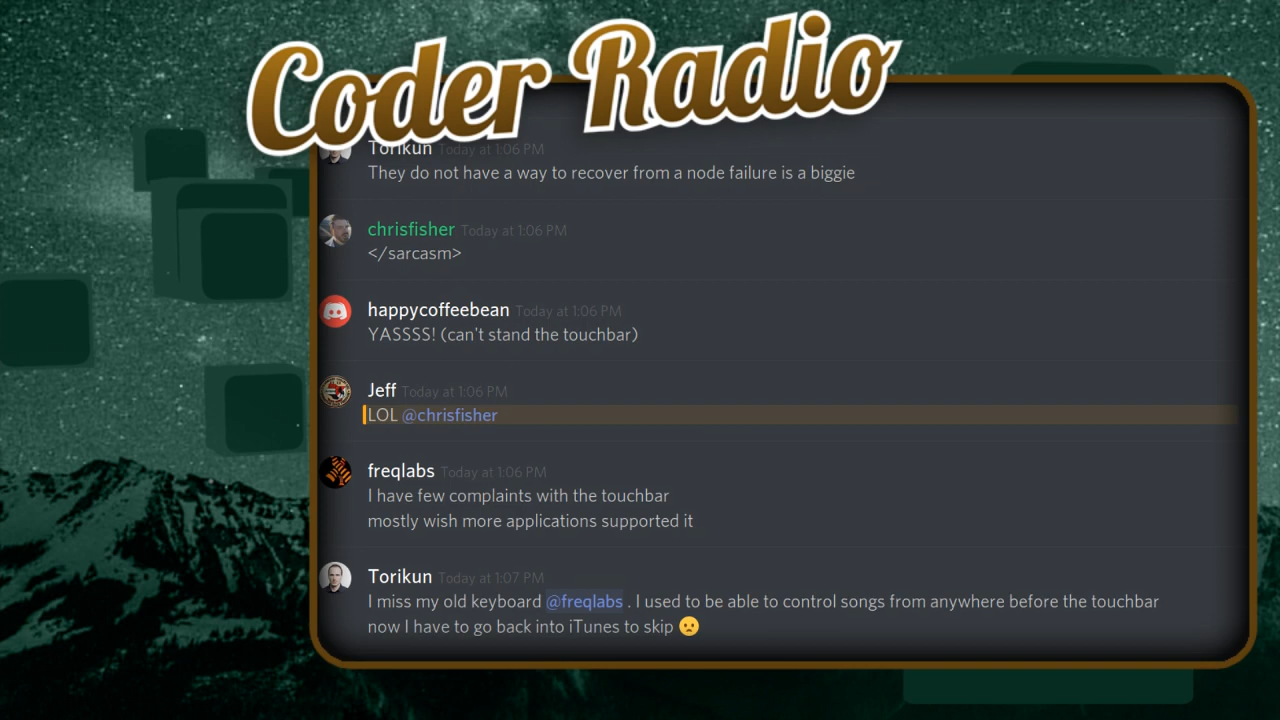 Coder Radio
Torikun Today at 1:06 PM
They do not have a way to recover from a node failure is a biggie
chrisfisher Today at 1:06 PM
</sarcasm>
happycoffeebean Today at 1:06 PM
YASSSS! (can't stand the touchbar)
Jeff Today at 1:06 PM
LOL @chrisfisher
freqlabs Today at 1:06 PM
I have few complaints with the touchbar
mostly wish more applications supported it
Torikun Today at 1:07 PM
I miss my old keyboard @freqlabs . I used to be able to control songs from anywhere before the touchbar
now I have to go back into iTunes to skip